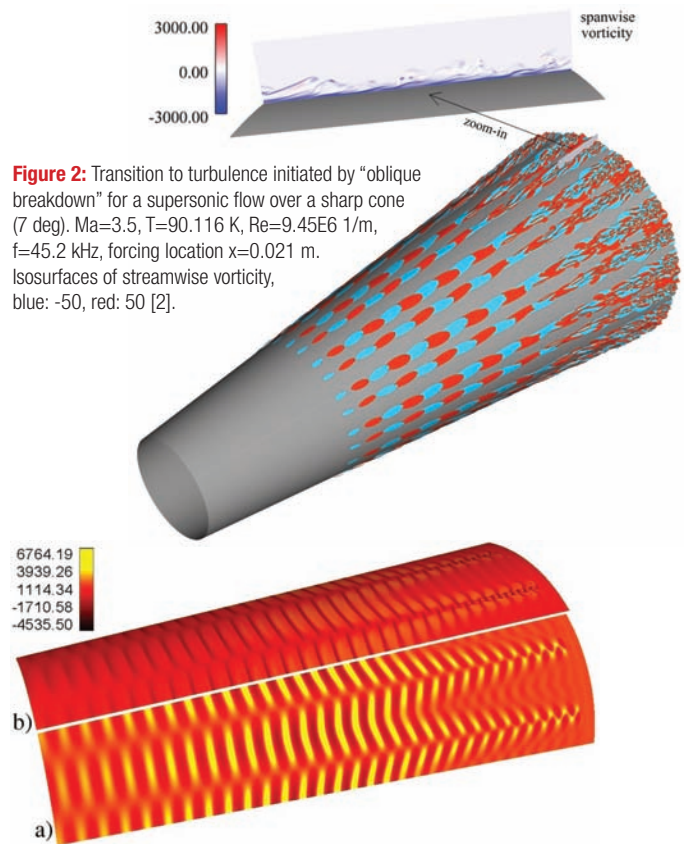 3000.00
0.00
-3000.00
spanwise
vorticity
zoom-in
Figure 2: Transition to turbulence initiated by “oblique
breakdown” for a supersonic flow over a sharp cone
(7 deg). Ma=3.5, T=90.116 K, Re=9.45E6 1/m,
f=45.2 kHz, forcing location x=0.021 m.
Isosurfaces of streamwise vorticity,
blue: -50, red: 50 [2].
6764.19
3939.26
1114.34
-1710.58
-4535.50
b)
a)